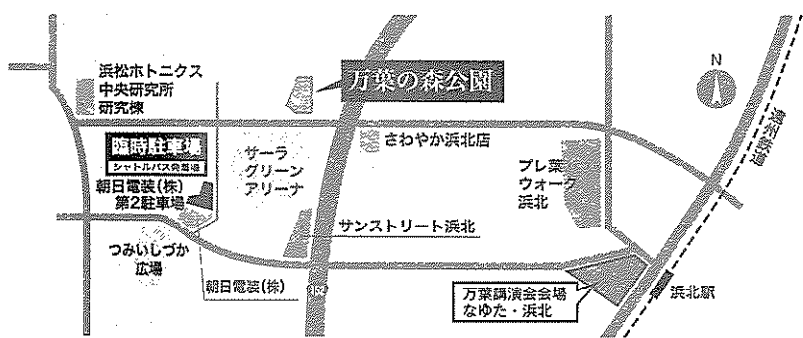 浜松ホトニクス
中央研究所
研究棟
万葉の森公園
N
遠州鉄道
臨時駐車場
シャトルバス発着場
朝日電装(株)
第2駐車場
サーラ
グリーン
アリーナ
さわやか浜北店
プレ葉
ウォーク
浜北
サンストリート浜北
つみいしづか
広場
朝日電装(株)
152
万葉講演会会場
なゆた・浜北
浜北駅